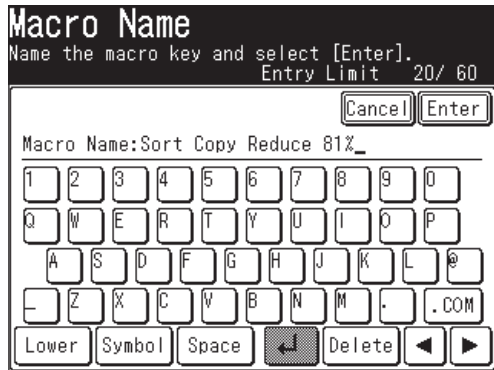 Macro Name
Name the macro key and select [Enter].
Entry Limit 20/ 60
Cancel Enter
Macro Name:Sort Copy Reduce 81%_
1 2 3 4 5 6 7 8 9 0
Q W E R T Y U I O P
A S D F G H J K L @
_ Z X C V B N M . .COM
Lower Symbol Space ↵ Delete ◀ ▶